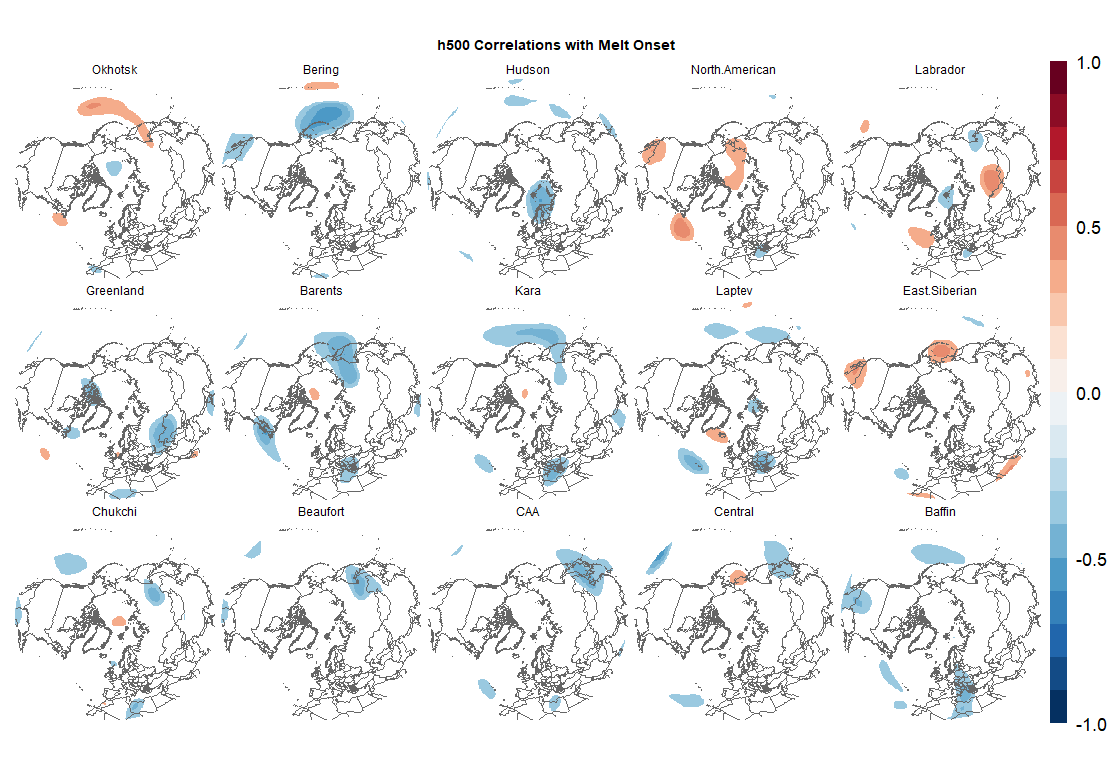 h500 Correlations with Melt Onset
Okhotsk
Bering
Hudson
North.American
Labrador
Greenland
Barents
Kara
Laptev
East.Siberian
Chukchi
Beaufort
CAA
Central
Baffin
1.0
0.5
0.0
-0.5
-1.0